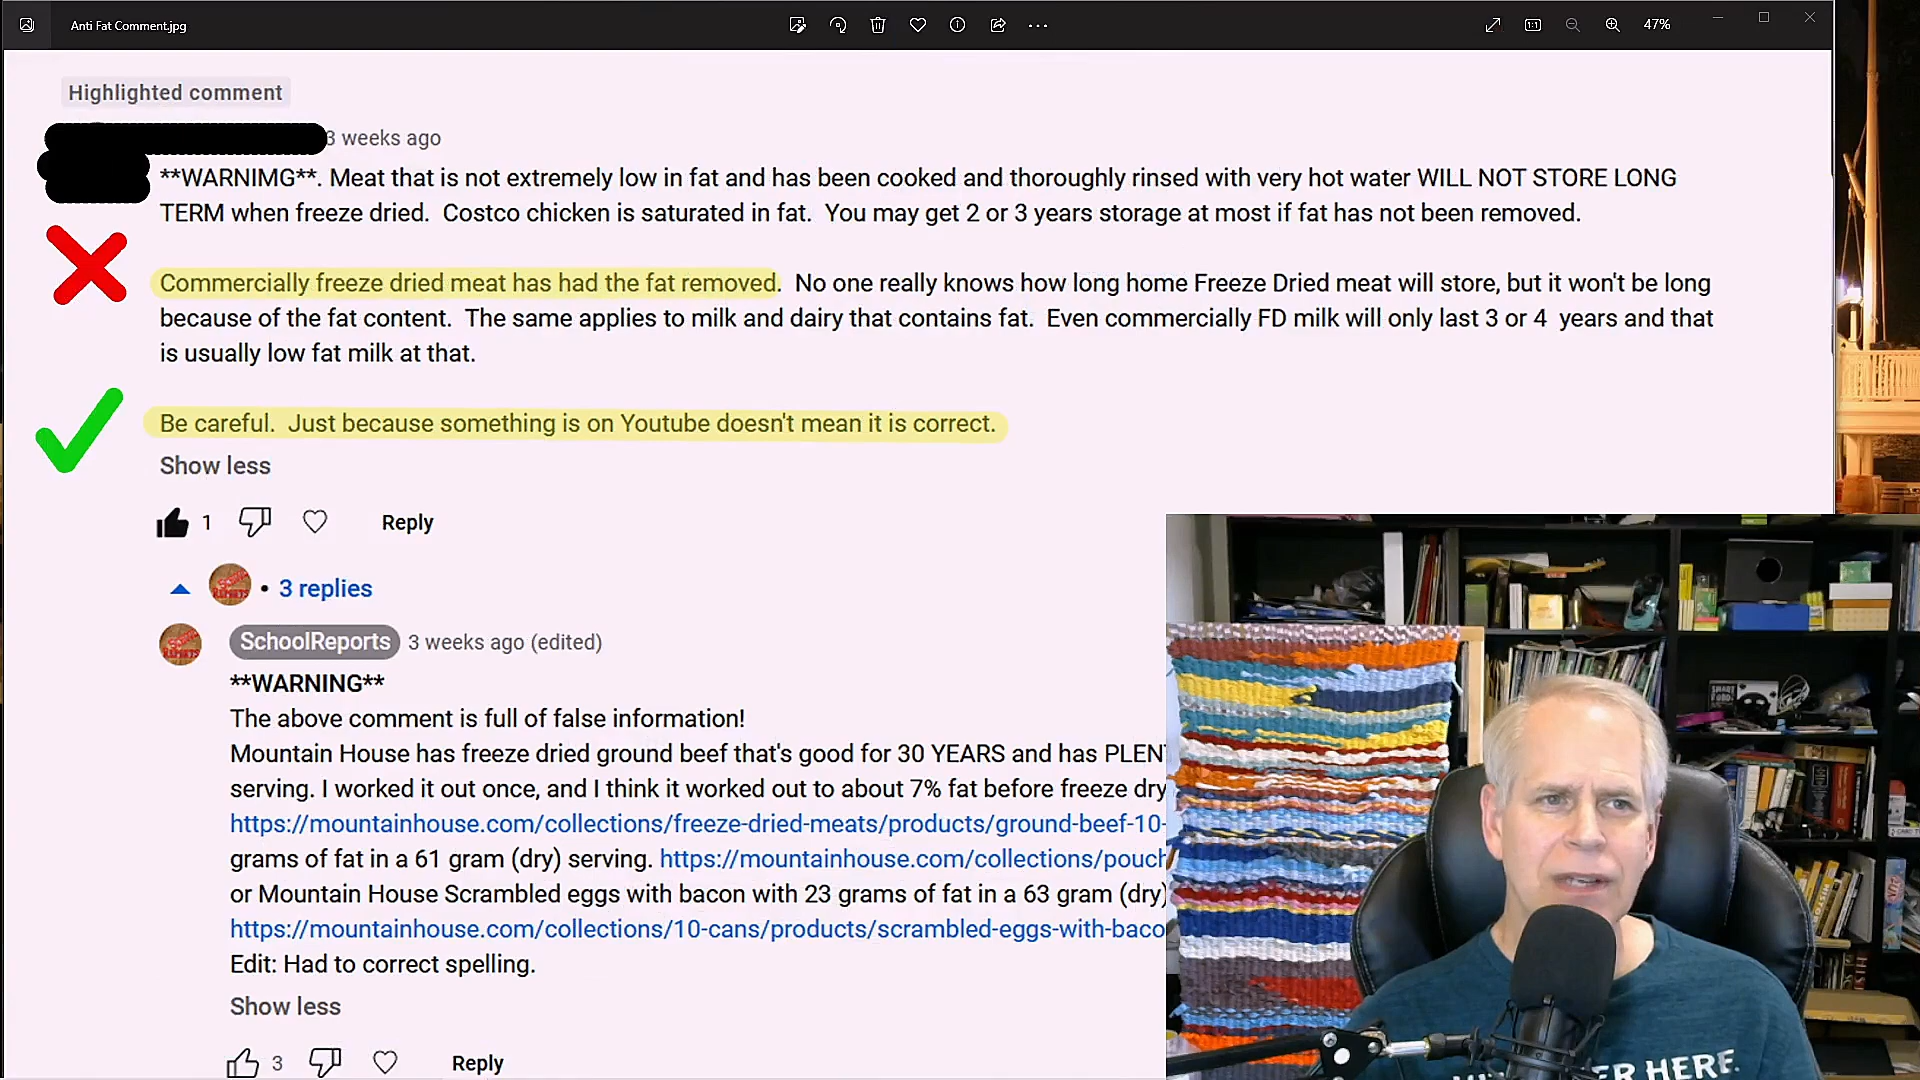 Anti Fat Comment.jpg
47%
Highlighted comment
3 weeks ago
**WARNIMG**. Meat that is not extremely low in fat and has been cooked and thoroughly rinsed with very hot water WILL NOT STORE LONG
TERM when freeze dried. Costco chicken is saturated in fat. You may get 2 or 3 years storage at most if fat has not been removed.
Commercially freeze dried meat has had the fat removed. No one really knows how long home Freeze Dried meat will store, but it won't be long
because of the fat content. The same applies to milk and dairy that contains fat. Even commercially FD milk will only last 3 or 4 years and that
is usually low fat milk at that.
Be careful. Just because something is on Youtube doesn't mean it is correct.
Show less
1 Reply
• 3 replies
SchoolReports 3 weeks ago (edited)
**WARNING**
The above comment is full of false information!
Mountain House has freeze dried ground beef that's good for 30 YEARS and has PLENT
serving. I worked it out once, and I think it worked out to about 7% fat before freeze dry
https://mountainhouse.com/collections/freeze-dried-meats/products/ground-beef-10-
grams of fat in a 61 gram (dry) serving. https://mountainhouse.com/collections/pouch
or Mountain House Scrambled eggs with bacon with 23 grams of fat in a 63 gram (dry)
https://mountainhouse.com/collections/10-cans/products/scrambled-eggs-with-baco
Edit: Had to correct spelling.
Show less
3 Reply
HERE.